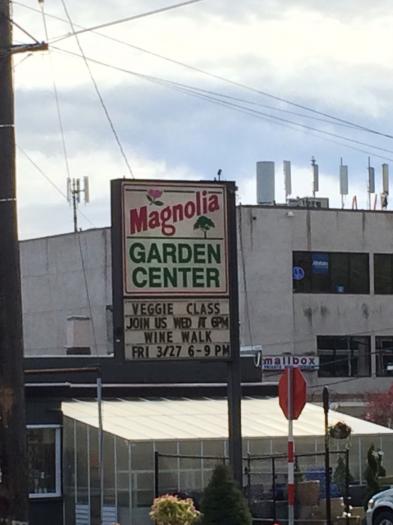 Magnolia
GARDEN
CENTER
VEGGIE CLASS
JOIN US WED AT 6PM
WINE WALK
FRI 3/27 6-9 PM
mailbox